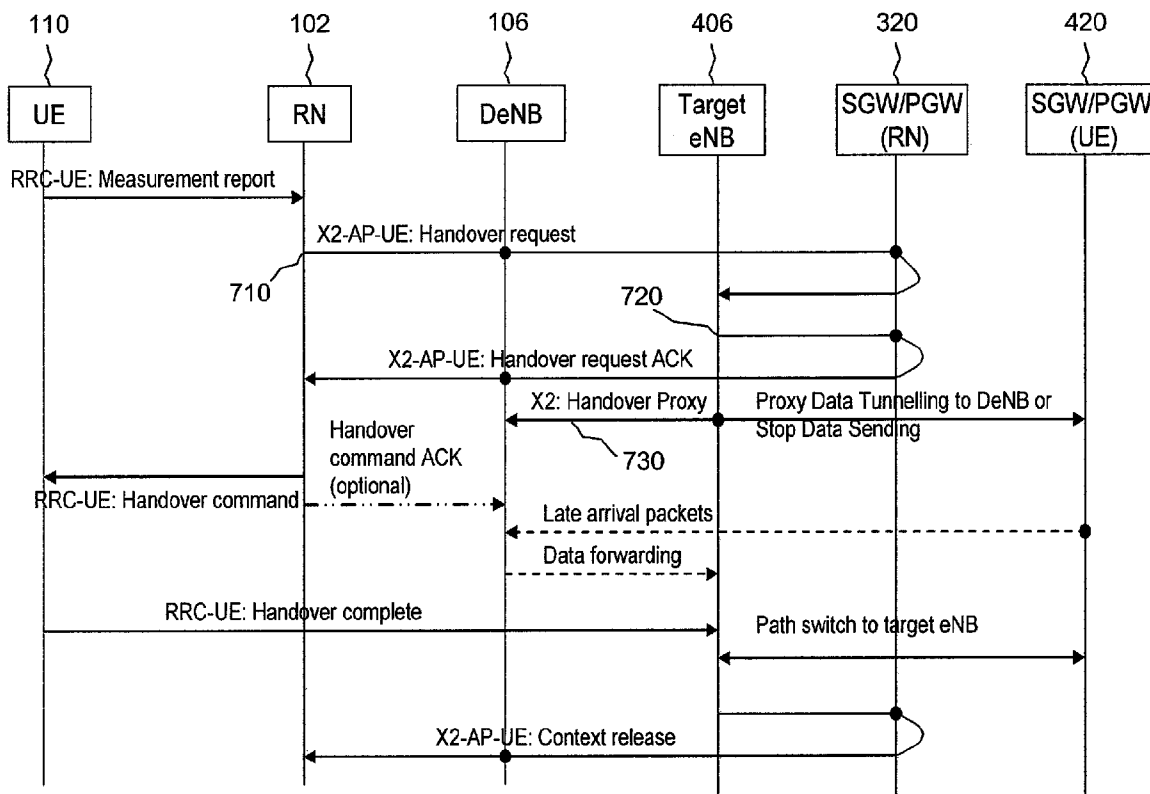 110
102
106
406
320
420
UE
RN
DeNB
Target
eNB
SGW/PGW
(RN)
SGW/PGW
(UE)
RRC-UE: Measurement report
X2-AP-UE: Handover request
710
720
X2-AP-UE: Handover request ACK
X2: Handover Proxy
Proxy Data Tunnelling to DeNB or
Stop Data Sending
730
Handover
command ACK
(optional)
RRC-UE: Handover command
Late arrival packets
Data forwarding
RRC-UE: Handover complete
Path switch to target eNB
X2-AP-UE: Context release